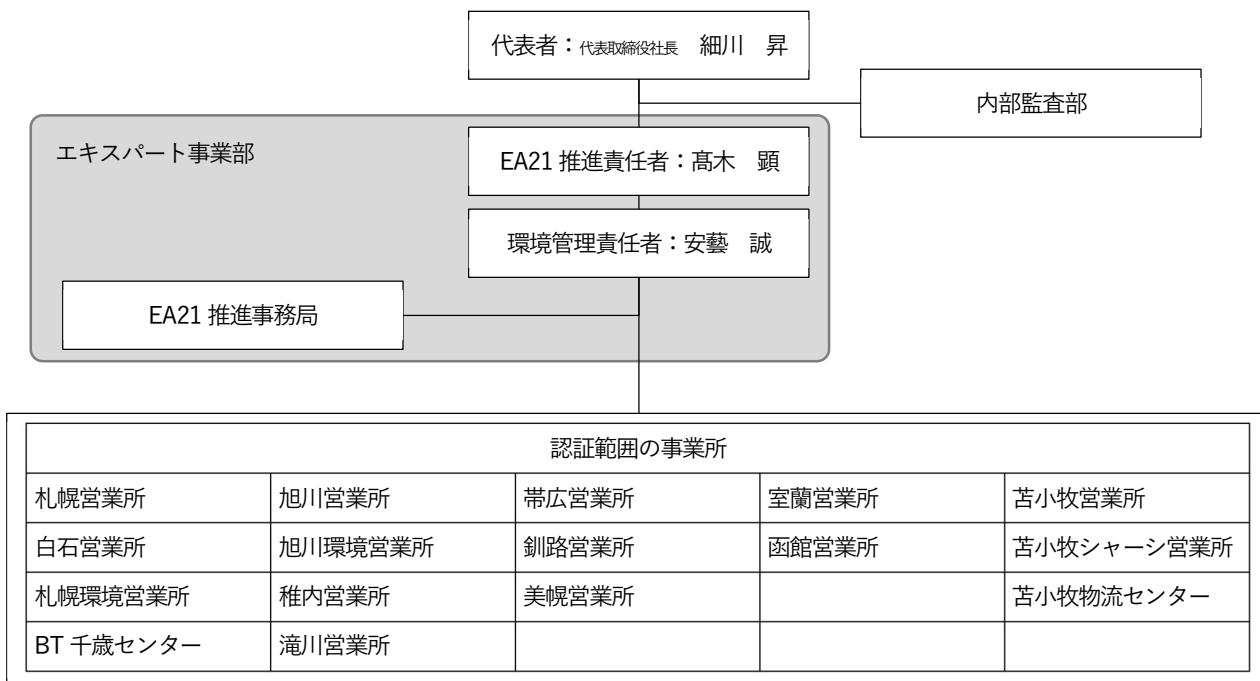 代表者：代表取締役社長　細川　昇
内部監査部
エキスパート事業部
EA21 推進責任者：髙木　顕
環境管理責任者：安藝　誠
EA21 推進事務局
認証範囲の事業所
札幌営業所 旭川営業所 帯広営業所 室蘭営業所 苫小牧営業所
白石営業所 旭川環境営業所 釧路営業所 函館営業所 苫小牧シャーシ営業所
札幌環境営業所 稚内営業所 美幌営業所 苫小牧物流センター
BT 千歳センター 滝川営業所